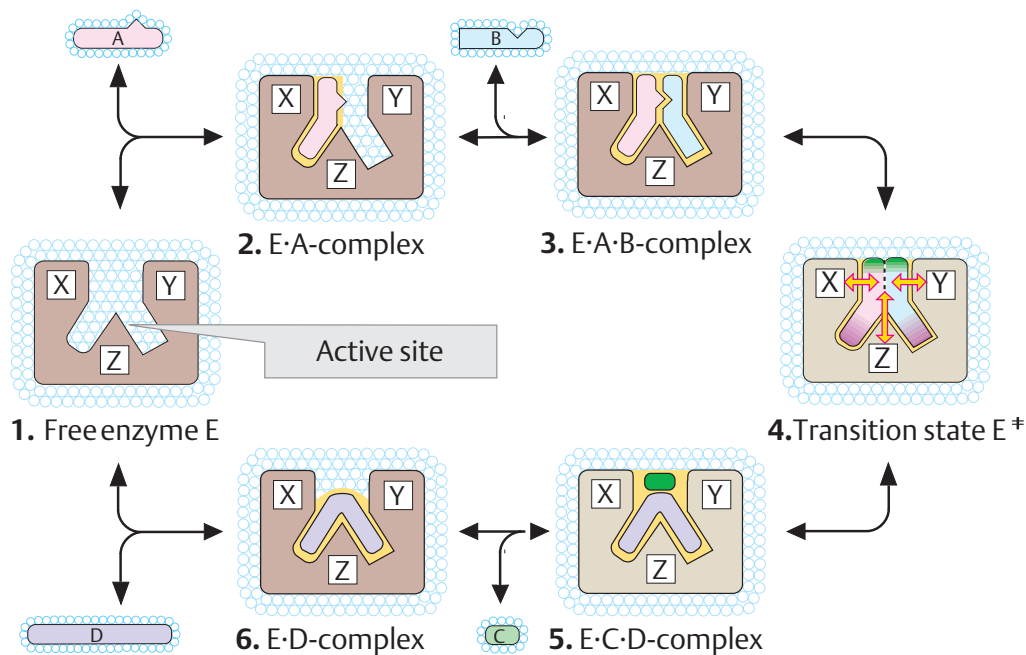 A
B
X
Y
Z
2. E·A-complex
X
Y
Z
3. E·A·B-complex
X
Y
Z
1. Free enzyme E
Active site
X
Y
Z
4.Transition state E ‡
X
Y
Z
6. E·D-complex
X
Y
Z
5. E·C·D-complex
D
C